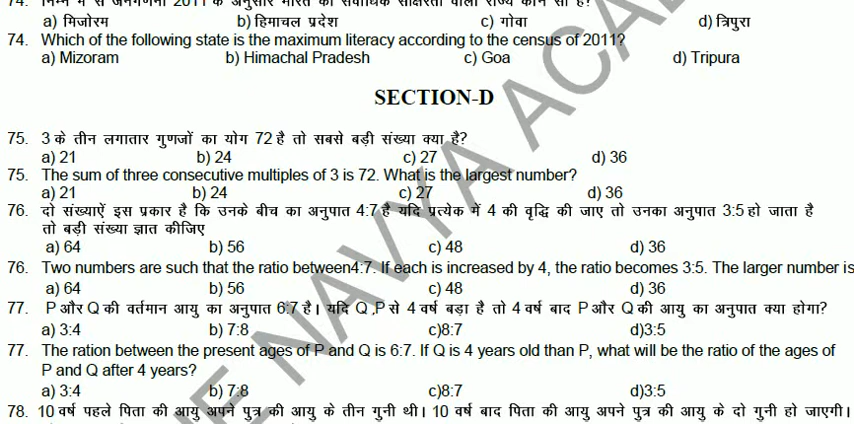 74. निम्न में से जनगणना 2011 के अनुसार भारत का सर्वाधिक साक्षरता वाला राज्य कौन सा है?
a) मिजोरम b) हिमाचल प्रदेश c) गोवा d) त्रिपुरा
74. Which of the following state is the maximum literacy according to the census of 2011?
a) Mizoram b) Himachal Pradesh c) Goa d) Tripura
SECTION-D
75. 3 के तीन लगातार गुणजों का योग 72 है तो सबसे बड़ी संख्या क्या है?
a) 21 b) 24 c) 27 d) 36
75. The sum of three consecutive multiples of 3 is 72. What is the largest number?
a) 21 b) 24 c) 27 d) 36
76. दो संख्याऐं इस प्रकार है कि उनके बीच का अनुपात 4:7 है यदि प्रत्येक में 4 की वृद्धि की जाए तो उनका अनुपात 3:5 हो जाता है
तो बड़ी संख्या ज्ञात कीजिए
a) 64 b) 56 c) 48 d) 36
76. Two numbers are such that the ratio between4:7. If each is increased by 4, the ratio becomes 3:5. The larger number is
a) 64 b) 56 c) 48 d) 36
77. P और Q की वर्तमान आयु का अनुपात 6:7 है। यदि Q ,P से 4 वर्ष बड़ा है तो 4 वर्ष बाद P और Q की आयु का अनुपात क्या होगा?
a) 3:4 b) 7:8 c)8:7 d)3:5
77. The ration between the present ages of P and Q is 6:7. If Q is 4 years old than P, what will be the ratio of the ages of
P and Q after 4 years?
a) 3:4 b) 7:8 c)8:7 d)3:5
78. 10 वर्ष पहले पिता की आयु अपने पुत्र की आयु के तीन गुनी थी। 10 वर्ष बाद पिता की आयु अपने पुत्र की आयु के दो गुनी हो जाएगी।
NAVYA ACA